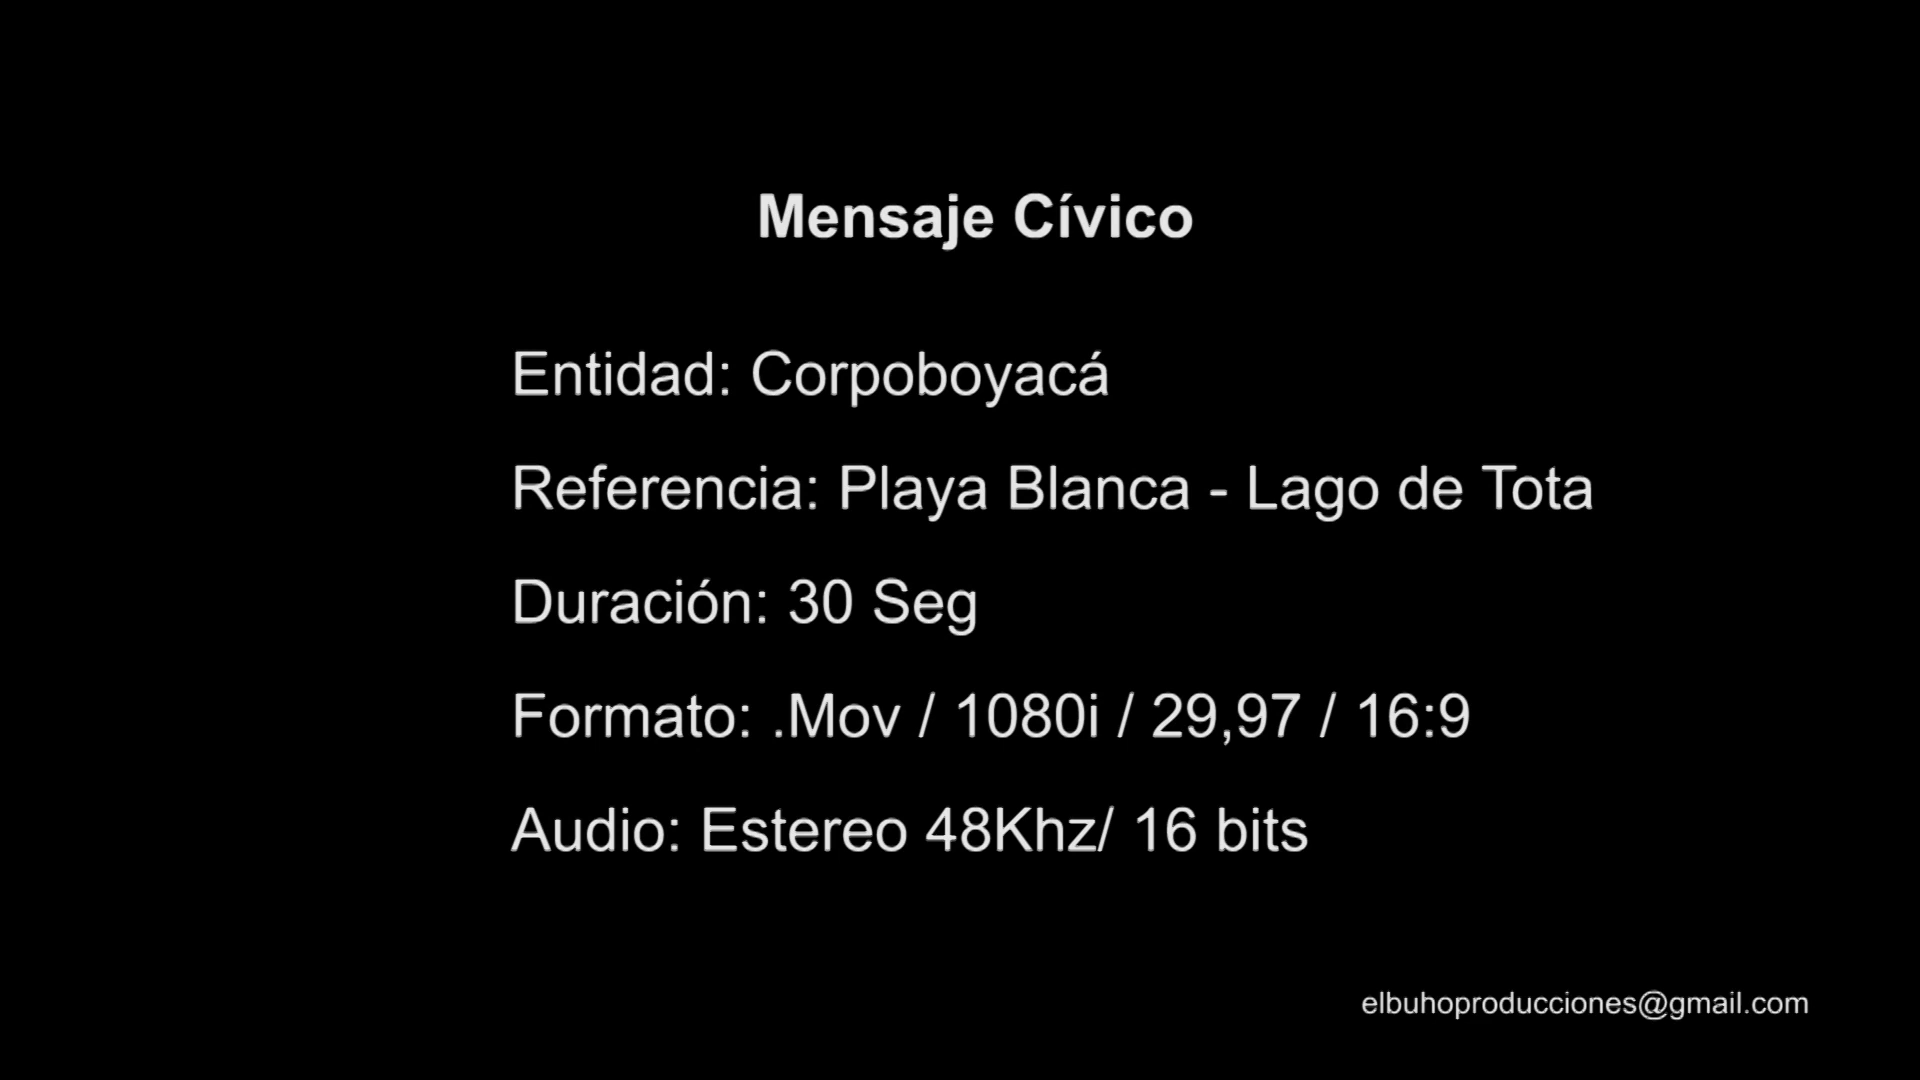 Mensaje Cívico
Entidad: Corpoboyacá
Referencia: Playa Blanca - Lago de Tota
Duración: 30 Seg
Formato: .Mov / 1080i / 29,97 / 16:9
Audio: Estereo 48Khz/ 16 bits
elbuhoproducciones@gmail.com